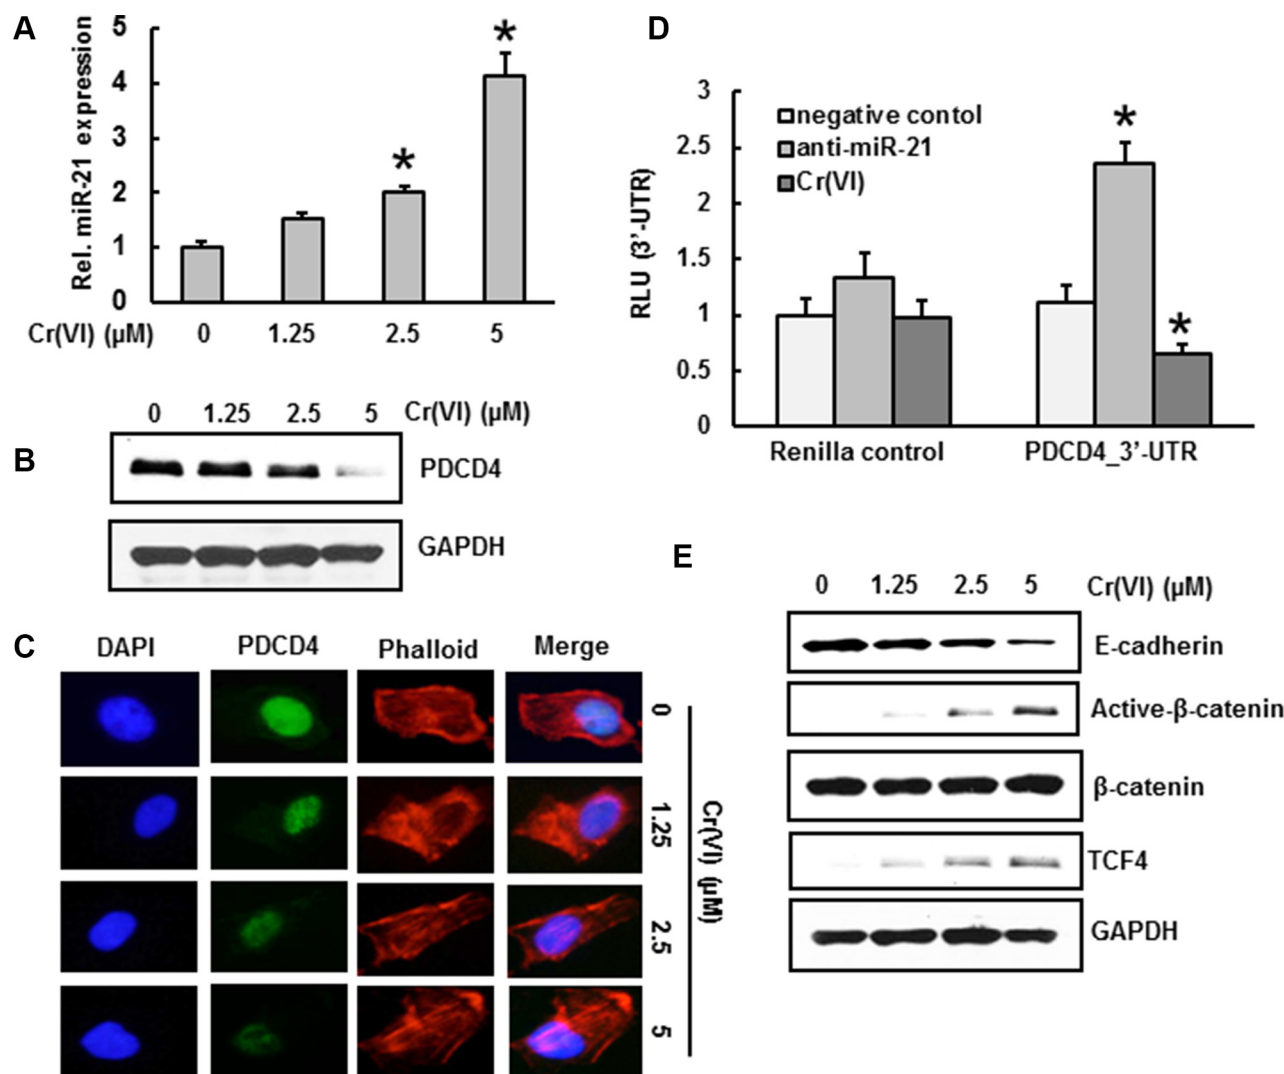 A
Rel. miR-21 expression
5
4
3
2
1
0
*
*
Cr(VI) (µM) 0 1.25 2.5 5
B
0 1.25 2.5 5 Cr(VI) (µM)
PDCD4
GAPDH
C
DAPI PDCD4 Phalloid Merge
0
1.25
2.5
5
Cr(VI) (µM)
D
RLU (3’-UTR)
3
2.5
2
1.5
1
0.5
0
negative contol
anti-miR-21
Cr(VI)
*
*
Renilla control PDCD4_3’-UTR
E
0 1.25 2.5 5 Cr(VI) (µM)
E-cadherin
Active-β-catenin
β-catenin
TCF4
GAPDH